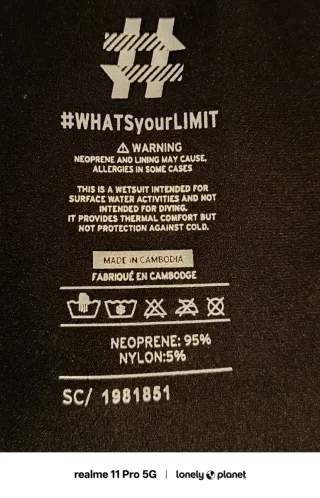 #WHATSyourLIMIT
⚠ WARNING
NEOPRENE AND LINING MAY CAUSE,
ALLERGIES IN SOME CASES
THIS IS A WETSUIT INTENDED FOR
SURFACE WATER ACTIVITIES AND NOT
INTENDED FOR DIVING.
IT PROVIDES THERMAL COMFORT BUT
NOT PROTECTION AGAINST COLD.
MADE IN CAMBODIA
FABRIQUÉ EN CAMBODGE
NEOPRENE: 95%
NYLON:5%
SC/ 1981851
realme 11 Pro 5G | lonely planet